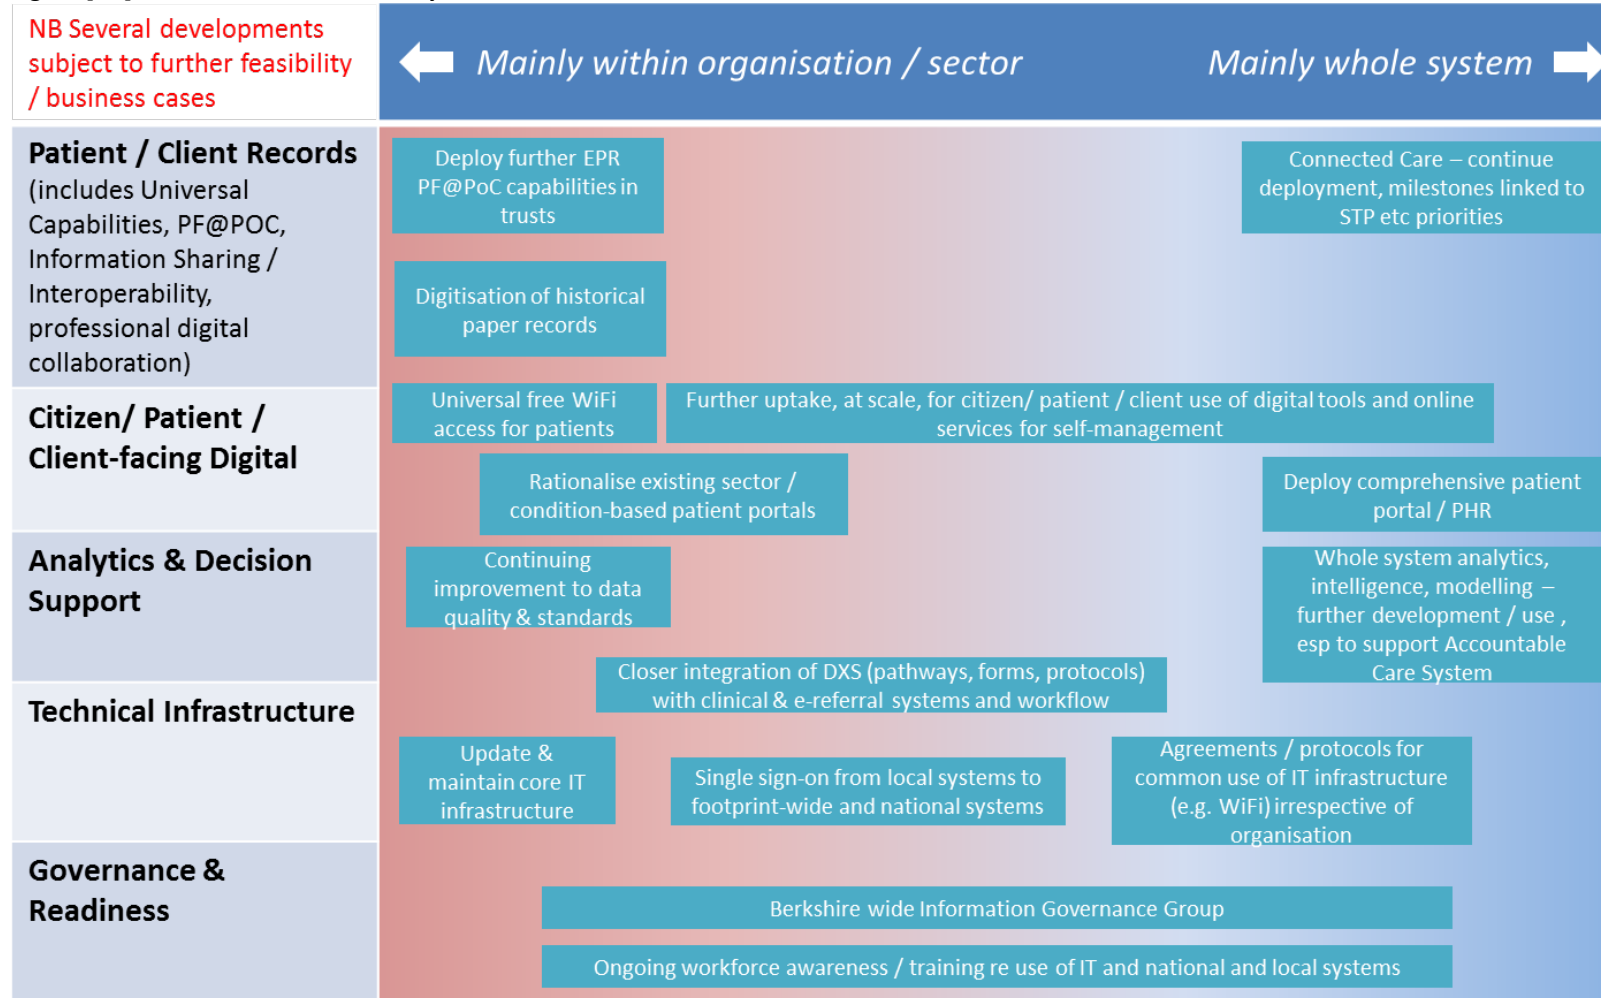 NB Several developments
subject to further feasibility
/ business cases
Mainly within organisation / sector
Mainly whole system
Patient / Client Records
(includes Universal
Capabilities, PF@POC,
Information Sharing /
Interoperability,
professional digital
collaboration)
Deploy further EPR
PF@PoC capabilities in
trusts
Connected Care – continue
deployment, milestones linked to
STP etc priorities
Digitisation of historical
paper records
Citizen/ Patient /
Client-facing Digital
Universal free WiFi
access for patients
Further uptake, at scale, for citizen/ patient / client use of digital tools and online
services for self-management
Rationalise existing sector /
condition-based patient portals
Deploy comprehensive patient
portal / PHR
Analytics & Decision
Support
Continuing
improvement to data
quality & standards
Whole system analytics,
intelligence, modelling –
further development / use ,
esp to support Accountable
Care System
Closer integration of DXS (pathways, forms, protocols)
with clinical & e-referral systems and workflow
Technical Infrastructure
Update &
maintain core IT
infrastructure
Single sign-on from local systems to
footprint-wide and national systems
Agreements / protocols for
common use of IT infrastructure
(e.g. WiFi) irrespective of
organisation
Governance &
Readiness
Berkshire wide Information Governance Group
Ongoing workforce awareness / training re use of IT and national and local systems